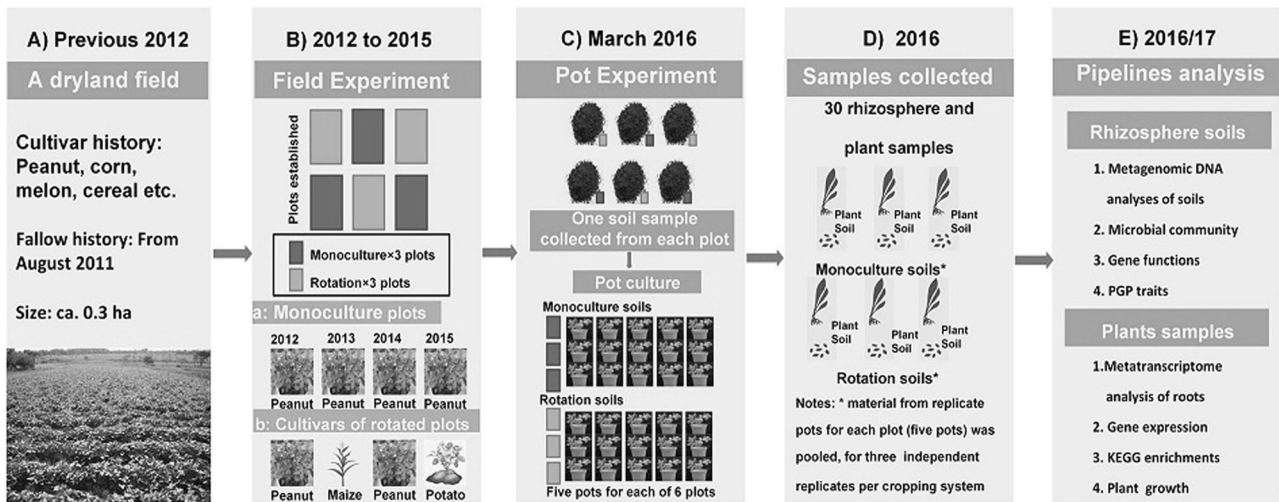 A) Previous 2012
A dryland field
Cultivar history:
Peanut, corn,
melon, cereal etc.
Fallow history: From
August 2011
Size: ca. 0.3 ha
B) 2012 to 2015
Field Experiment
Plots established
Monoculture×3 plots
Rotation×3 plots
a: Monoculture plots
2012 2013 2014 2015
Peanut Peanut Peanut Peanut
b: Cultivars of rotated plots
Peanut Maize Peanut Potato
C) March 2016
Pot Experiment
One soil sample
collected from each plot
Pot culture
Monoculture soils
Rotation soils
Five pots for each of 6 plots
D) 2016
Samples collected
30 rhizosphere and
plant samples
Plant Plant Plant
Soil Soil Soil
Monoculture soils*
Plant Plant Plant
Soil Soil Soil
Rotation soils*
Notes: * material from replicate
pots for each plot (five pots) was
pooled, for three independent
replicates per cropping system
E) 2016/17
Pipelines analysis
Rhizosphere soils
1. Metagenomic DNA
analyses of soils
2. Microbial community
3. Gene functions
4. PGP traits
Plants samples
1.Metatranscriptome
analysis of roots
2. Gene expression
3. KEGG enrichments
4. Plant growth